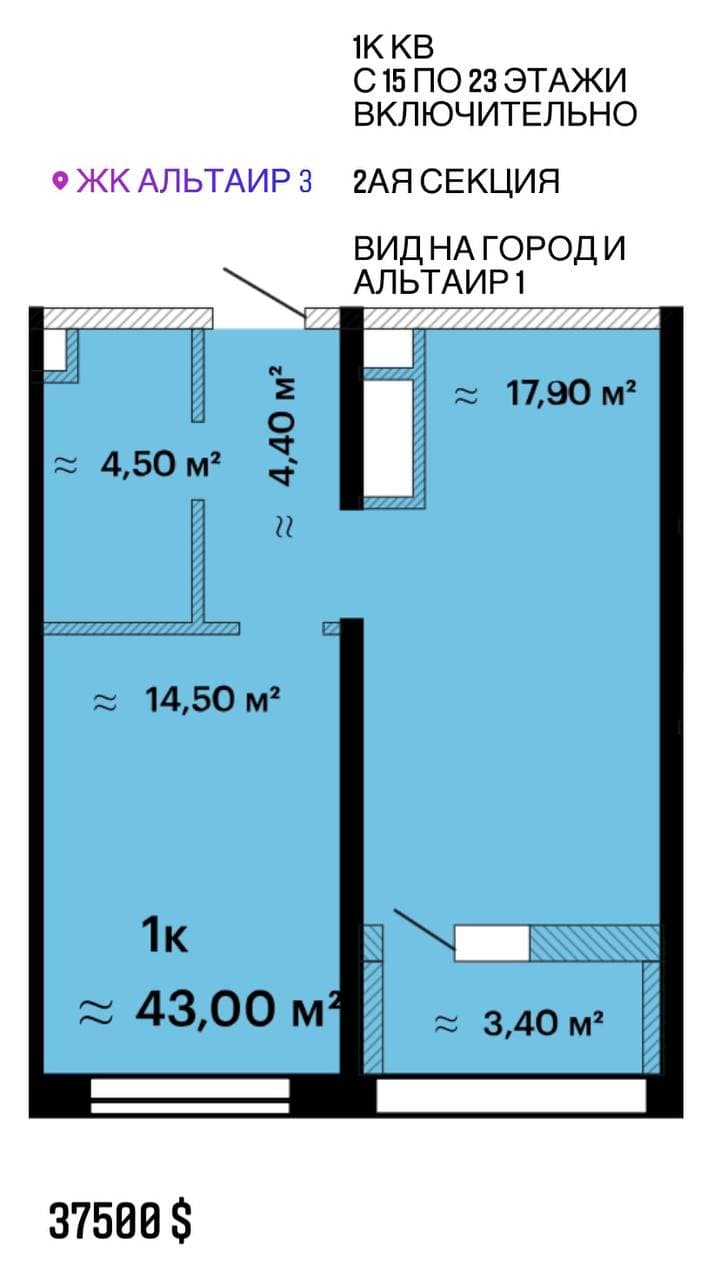 1К КВ
С 15 ПО 23 ЭТАЖИ
ВКЛЮЧИТЕЛЬНО
ЖК АЛЬТАИР 3
2АЯ СЕКЦИЯ
ВИД НА ГОРОД И
АЛЬТАИР 1
≈ 17,90 м²
≈ 4,40 м²
≈ 4,50 м²
≈ 14,50 м²
1к
≈ 43,00 м²
≈ 3,40 м²
37500 $